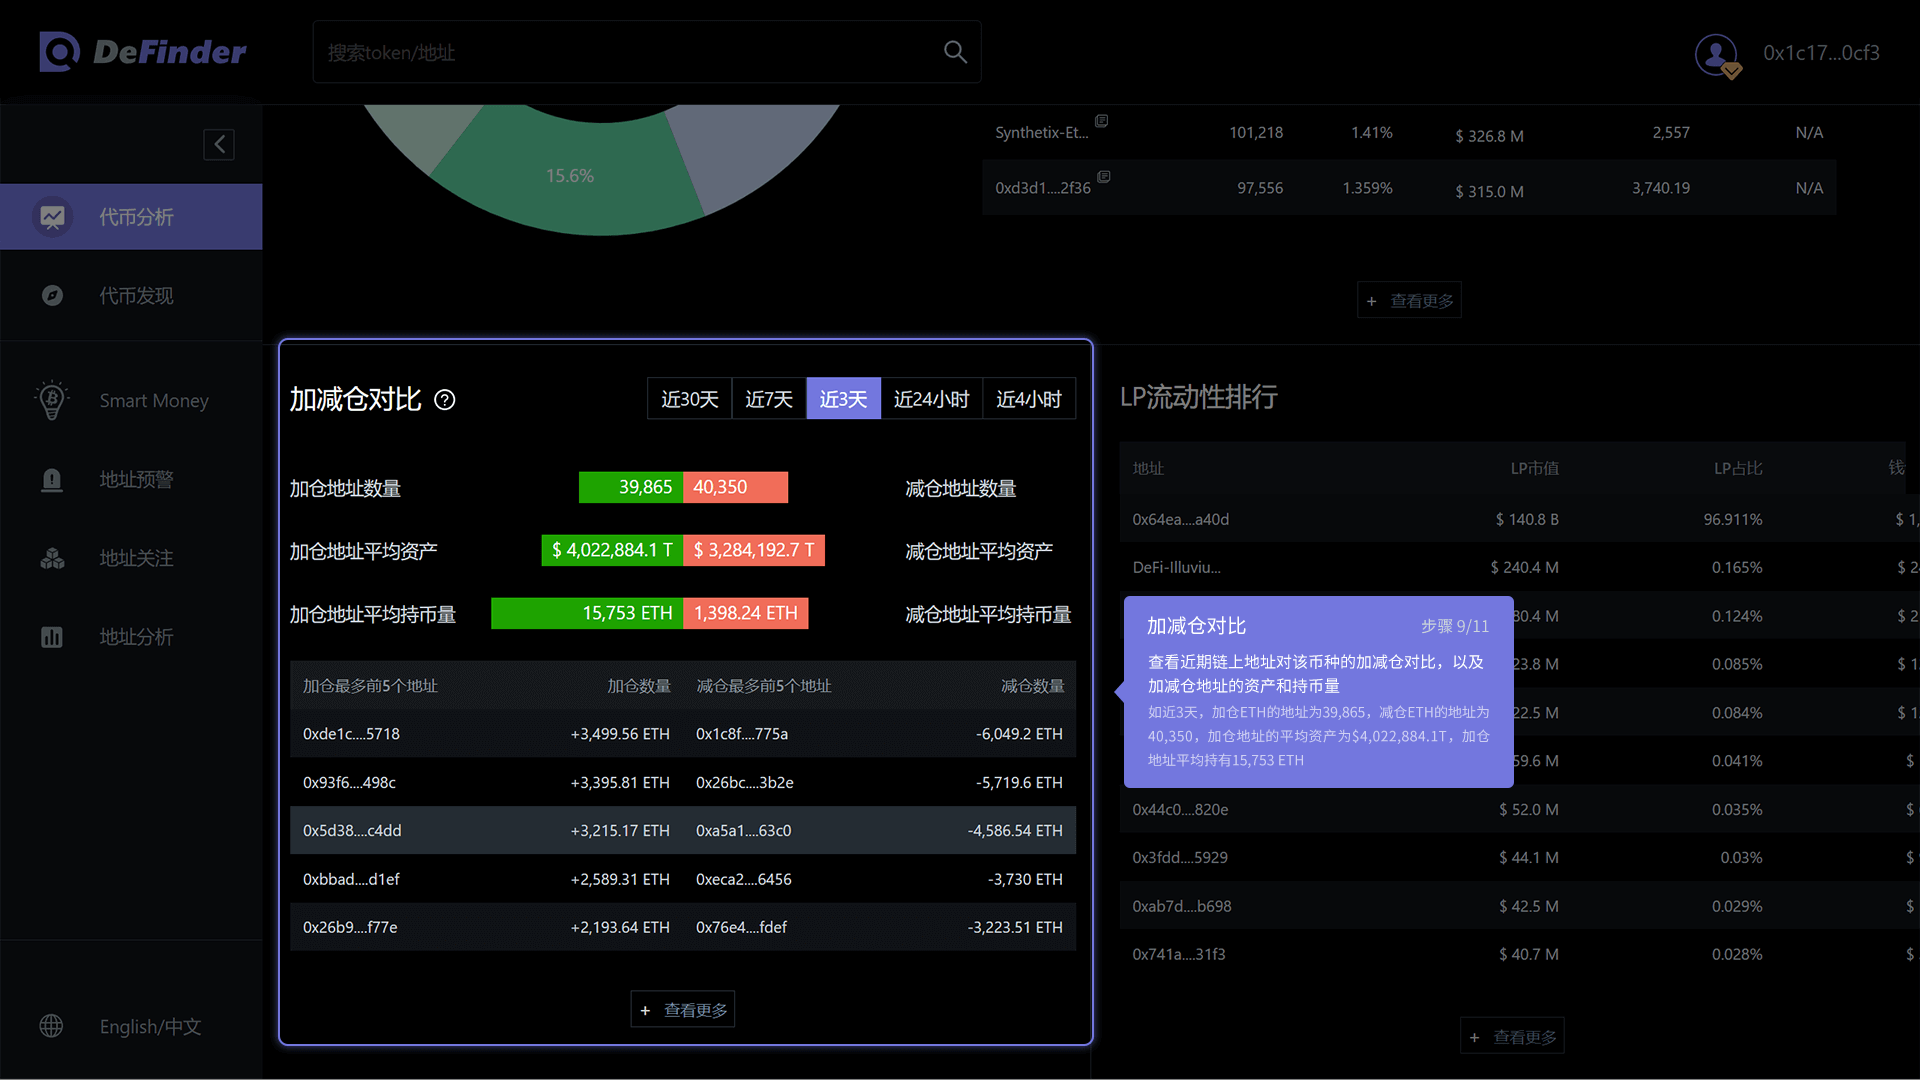 DeFinder
搜索token/地址
0x1c17...0cf3
代币分析
代币发现
Smart Money
地址预警
地址关注
地址分析
English/中文
15.6%
Synthetix-Et... 101,218 1.41% $ 326.8 M 2,557 N/A
0xd3d1....2f36 97,556 1.359% $ 315.0 M 3,740.19 N/A
+ 查看更多
加减仓对比 ?
近30天 近7天 近3天 近24小时 近4小时
加仓地址数量 39,865 40,350 减仓地址数量
加仓地址平均资产 $ 4,022,884.1 T $ 3,284,192.7 T 减仓地址平均资产
加仓地址平均持币量 15,753 ETH 1,398.24 ETH 减仓地址平均持币量
加仓最多前5个地址 加仓数量 减仓最多前5个地址 减仓数量
0xde1c....5718 +3,499.56 ETH 0x1c8f....775a -6,049.2 ETH
0x93f6....498c +3,395.81 ETH 0x26bc....3b2e -5,719.6 ETH
0x5d38....c4dd +3,215.17 ETH 0xa5a1....63c0 -4,586.54 ETH
0xbbad....d1ef +2,589.31 ETH 0xeca2....6456 -3,730 ETH
0x26b9....f77e +2,193.64 ETH 0x76e4....fdef -3,223.51 ETH
+ 查看更多
LP流动性排行
地址 LP市值 LP占比 钱
0x64ea....a40d $ 140.8 B 96.911% $ 1,
DeFi-Illuviu... $ 240.4 M 0.165% $ 2
80.4 M 0.124% $ 2
23.8 M 0.085% $ 1
22.5 M 0.084% $ 1
59.6 M 0.041% $
0x44c0....820e $ 52.0 M 0.035% $
0x3fdd....5929 $ 44.1 M 0.03% $
0xab7d....b698 $ 42.5 M 0.029% $
0x741a....31f3 $ 40.7 M 0.028% $
+ 查看更多
加减仓对比 步骤 9/11
查看近期链上地址对该币种的加减仓对比，以及
加减仓地址的资产和持币量
如近3天，加仓ETH的地址为39,865，减仓ETH的地址为
40,350，加仓地址的平均资产为$4,022,884.1T，加仓
地址平均持有15,753 ETH